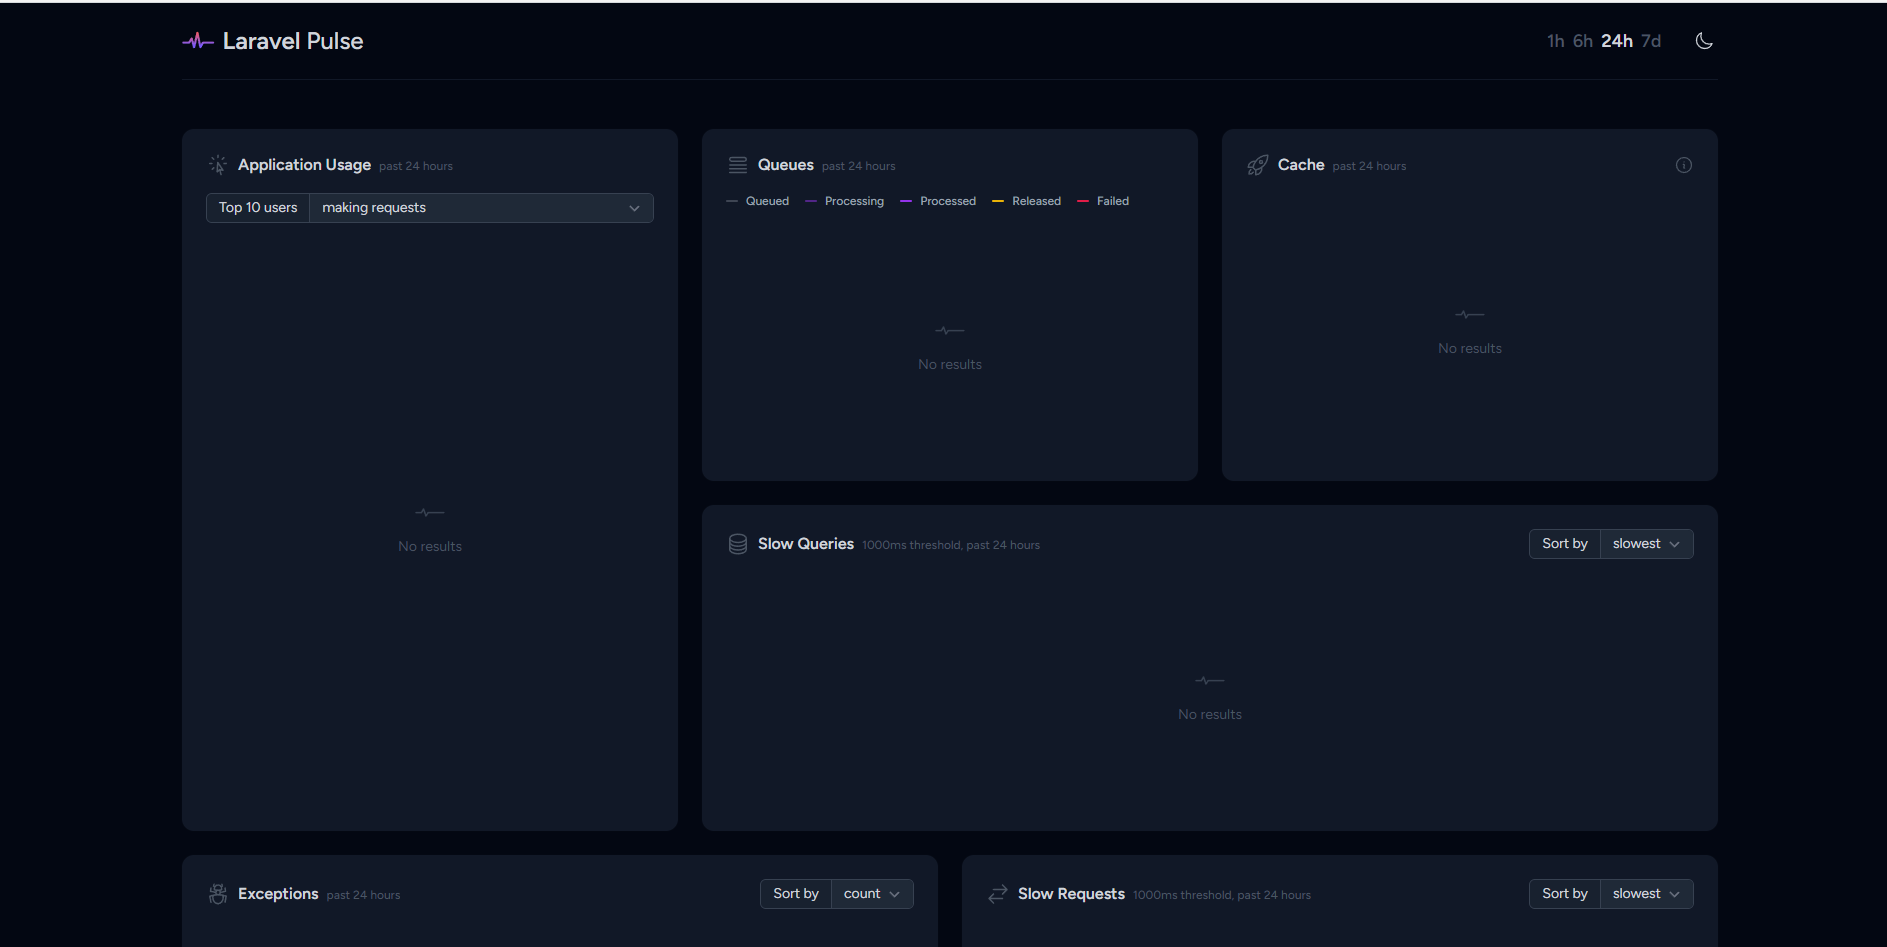 Laravel Pulse
1h 6h 24h 7d
Application Usage past 24 hours
Top 10 users making requests
No results
Queues past 24 hours
Queued Processing Processed Released Failed
No results
Cache past 24 hours
No results
Slow Queries 1000ms threshold, past 24 hours
Sort by slowest
No results
Exceptions past 24 hours
Sort by count
Slow Requests 1000ms threshold, past 24 hours
Sort by slowest